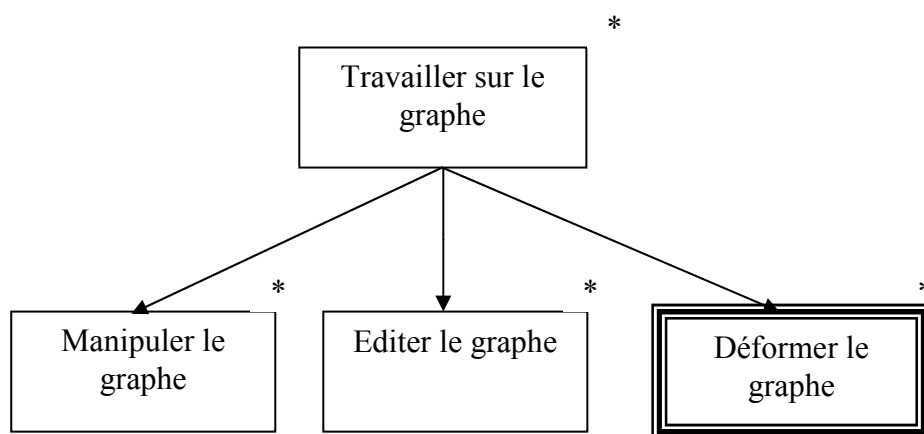 *
Travailler sur le
graphe
*
*
*
Manipuler le
graphe
Editer le graphe
Déformer le
graphe